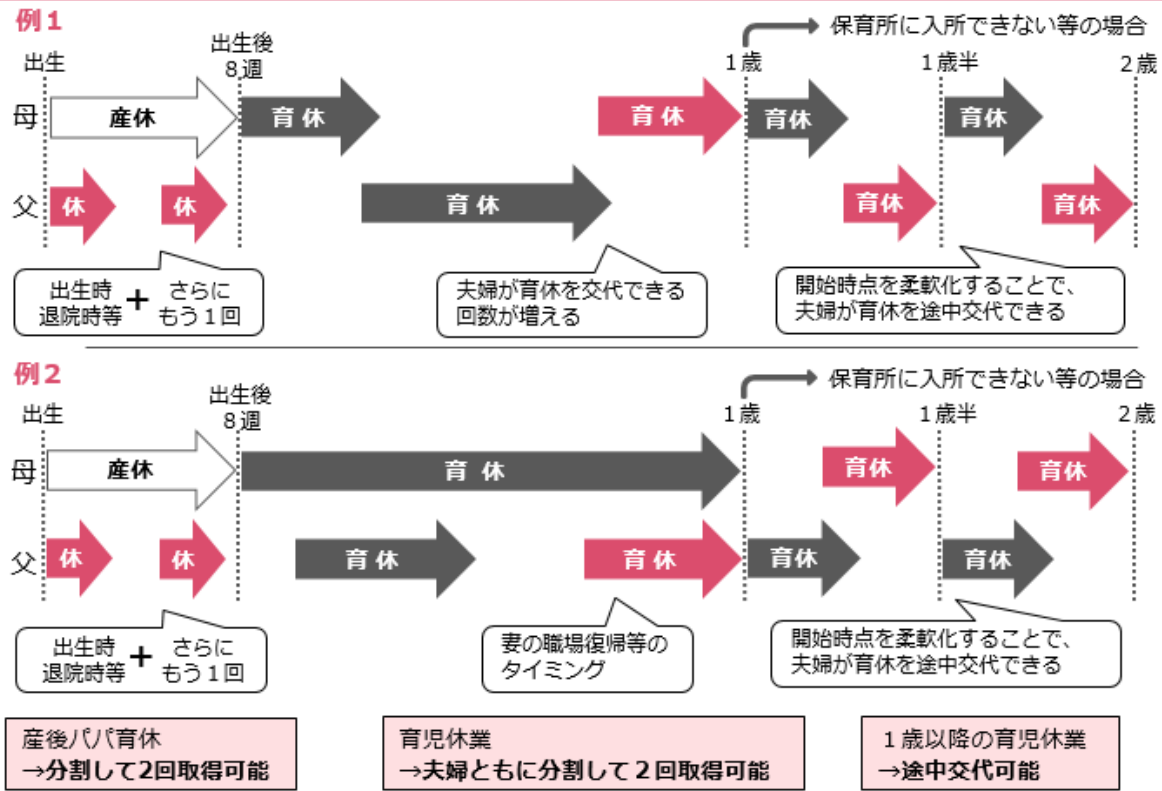 例１
保育所に入所できない等の場合
出生
出生後
８週
１歳
１歳半
２歳
母
産休
育休
育休
育休
育休
父
休
休
育休
育休
育休
出生時
退院時等
＋
さらに
もう１回
夫婦が育休を交代できる
回数が増える
開始時点を柔軟化することで、
夫婦が育休を途中交代できる
例２
保育所に入所できない等の場合
出生
出生後
８週
１歳
１歳半
２歳
母
産休
育休
育休
育休
父
休
休
育休
育休
育休
育休
出生時
退院時等
＋
さらに
もう１回
妻の職場復帰等の
タイミング
開始時点を柔軟化することで、
夫婦が育休を途中交代できる
産後パパ育休
→分割して2回取得可能
育児休業
→夫婦ともに分割して２回取得可能
１歳以降の育児休業
→途中交代可能